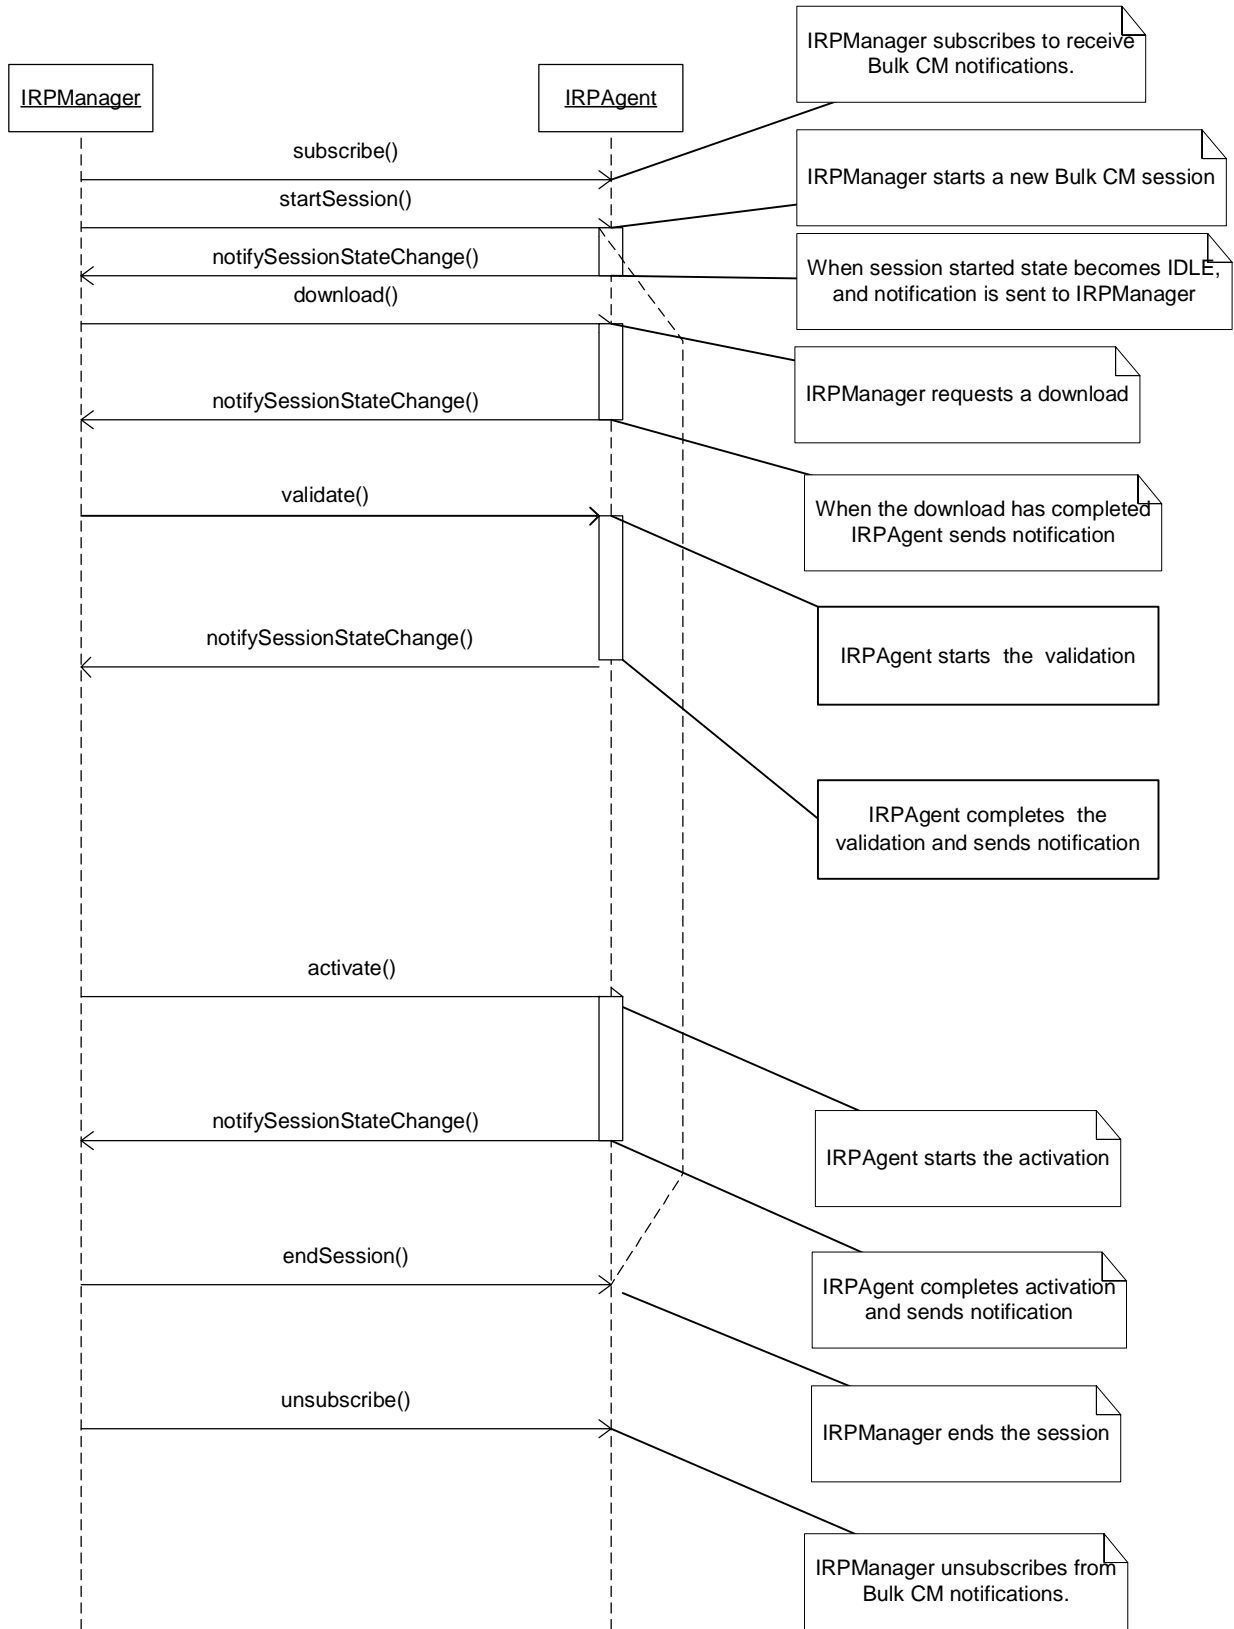 IRPManager subscribes to receive
Bulk CM notifications.
IRPManager
IRPAgent
subscribe()
IRPManager starts a new Bulk CM session
startSession()
notifySessionStateChange()
When session started state becomes IDLE,
and notification is sent to IRPManager
download()
IRPManager requests a download
notifySessionStateChange()
validate()
When the download has completed
IRPAgent sends notification
notifySessionStateChange()
IRPAgent starts the validation
IRPAgent completes the
validation and sends notification
activate()
notifySessionStateChange()
IRPAgent starts the activation
endSession()
IRPAgent completes activation
and sends notification
unsubscribe()
IRPManager ends the session
IRPManager unsubscribes from
Bulk CM notifications.